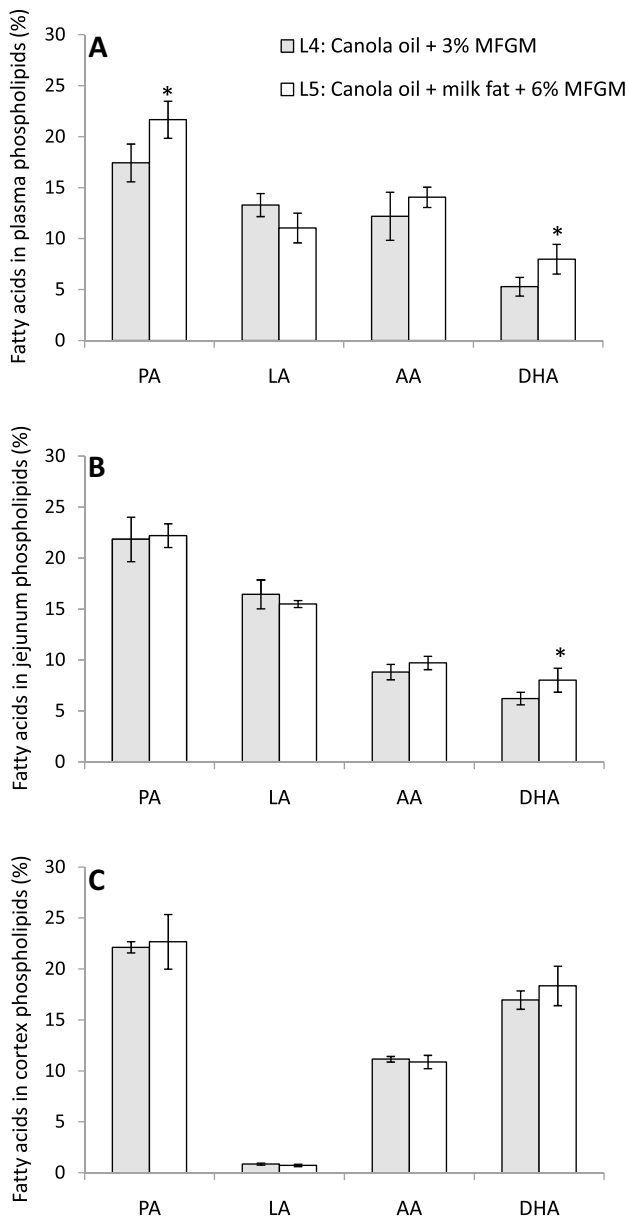 Fatty acids in plasma phospholipids (%)
A
L4: Canola oil + 3% MFGM
L5: Canola oil + milk fat + 6% MFGM
30
25
20
15
10
5
0
*
*
PA LA AA DHA
Fatty acids in jejunum phospholipids (%)
B
30
25
20
15
10
5
0
*
PA LA AA DHA
Fatty acids in cortex phospholipids (%)
C
30
25
20
15
10
5
0
PA LA AA DHA